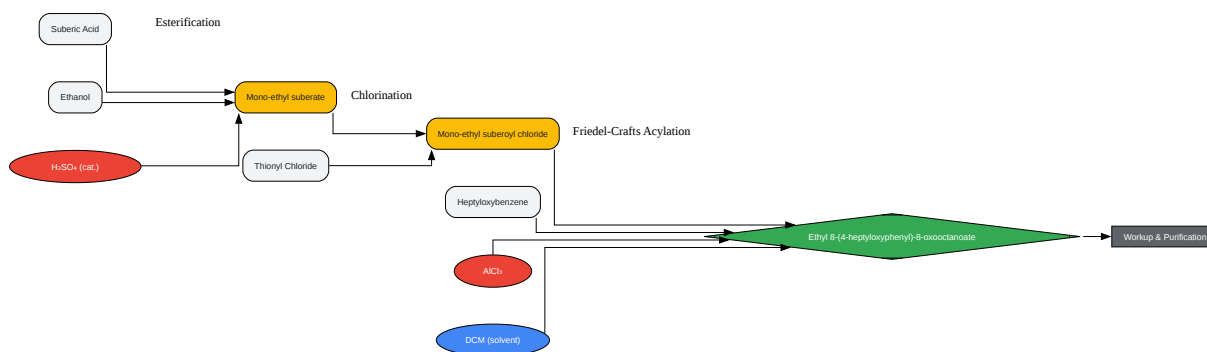 Esterification
Suberic Acid
Ethanol
Mono-ethyl suberate
Chlorination
H₂SO₄ (cat.)
Thionyl Chloride
Mono-ethyl suberoyl chloride
Friedel-Crafts Acylation
Heptyloxybenzene
AlCl₃
DCM (solvent)
Ethyl 8-(4-heptyloxyphenyl)-8-oxooctanoate
Workup & Purification